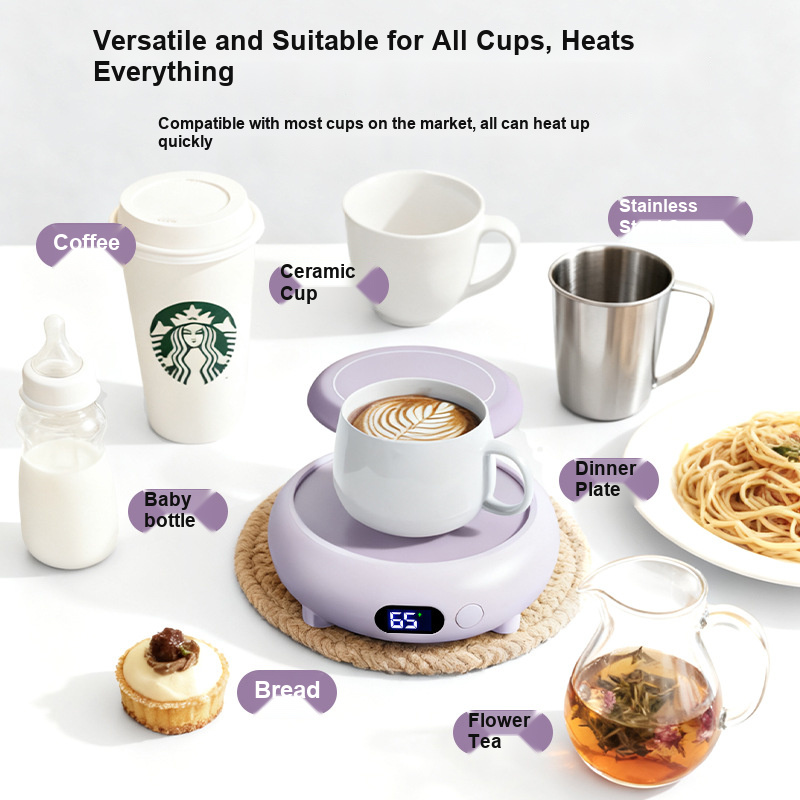 Versatile and Suitable for All Cups, Heats
Everything
Compatible with most cups on the market, all can heat up
quickly
Coffee
Ceramic
Cup
Stainless
Baby
bottle
Dinner
Plate
65°
Bread
Flower
Tea